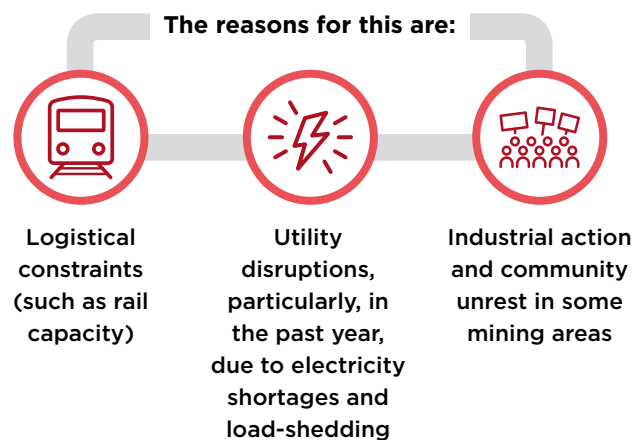 The reasons for this are:
Logistical
constraints
(such as rail
capacity)
Utility
disruptions,
particularly, in
the past year,
due to electricity
shortages and
load-shedding
Industrial action
and community
unrest in some
mining areas